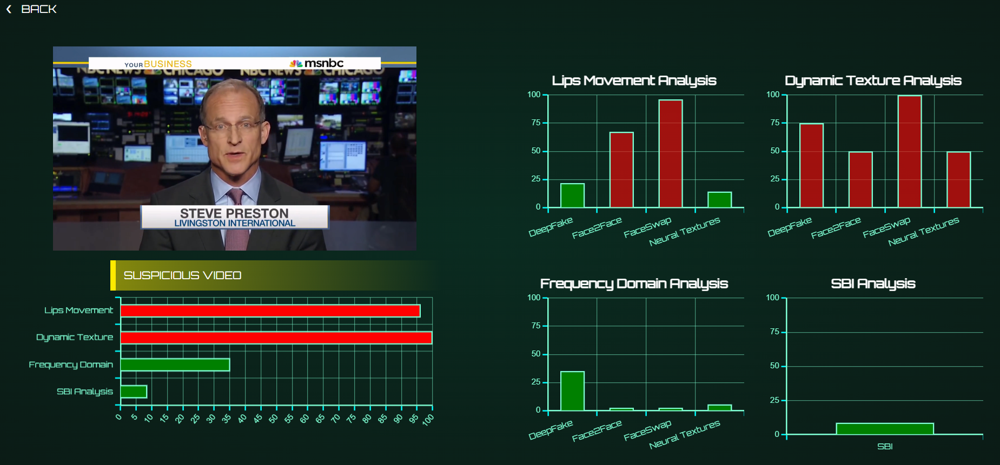 BACK
YOUR BUSINESS
msnbc
NBC NEWS CHICAGO NBC NEWS CHICAGO
STEVE PRESTON
LIVINGSTON INTERNATIONAL
SUSPICIOUS VIDEO
Lips Movement
Dynamic Texture
Frequency Domain
SBI Analysis
0 5 10 15 20 25 30 35 40 45 50 55 60 65 70 75 80 85 90 95 100
Lips Movement Analysis
100
75
50
25
0
DeepFake Face2Face FaceSwap Neural Textures
Dynamic Texture Analysis
100
75
50
25
0
DeepFake Face2Face FaceSwap Neural Textures
Frequency Domain Analysis
100
75
50
25
0
DeepFake Face2Face FaceSwap Neural Textures
SBI Analysis
100
75
50
25
0
SBI